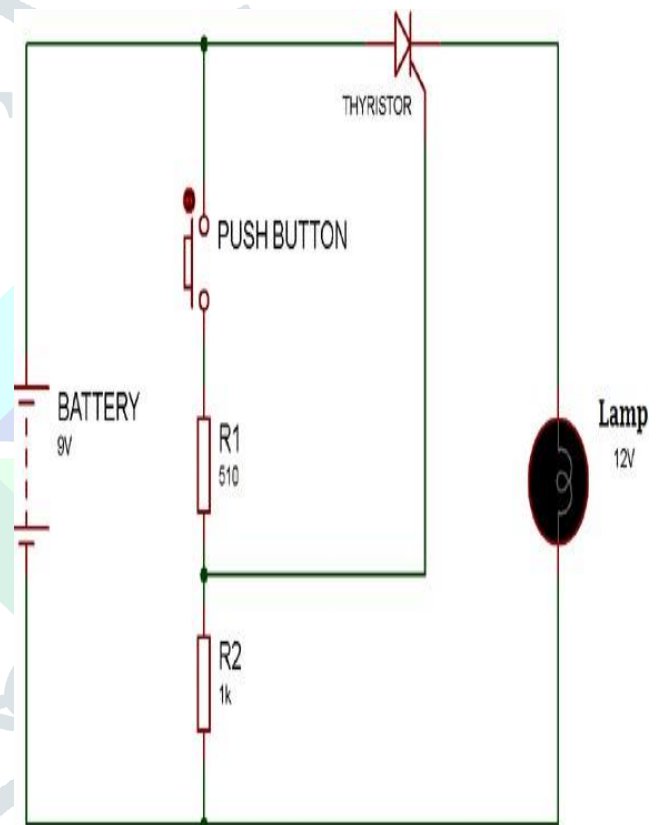 THYRISTOR
PUSH BUTTON
BATTERY
9V
R1
510
Lamp
12V
R2
1k